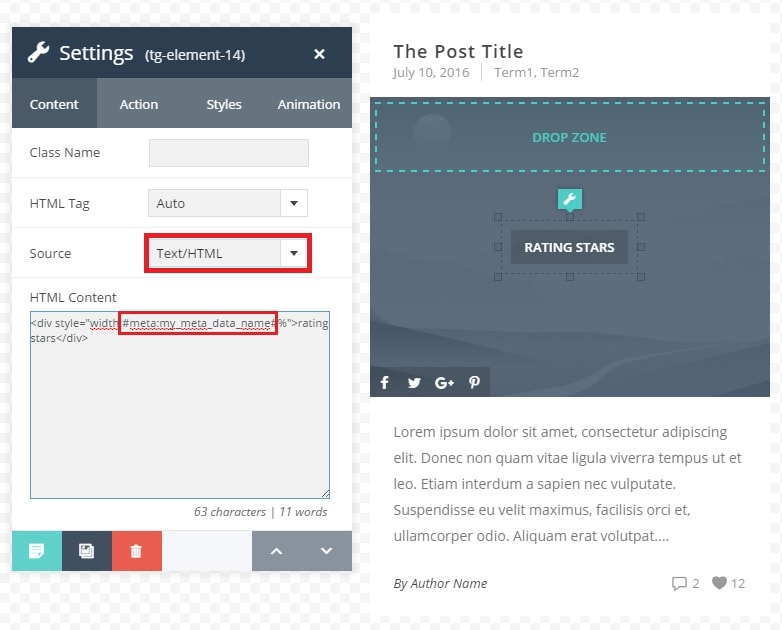 Settings (tg-element-14)
Content Action Styles Animation
Class Name
HTML Tag Auto
Source Text/HTML
HTML Content
<div style="width:#meta:my_meta_data_name#%">rating
stars</div>
63 characters | 11 words
The Post Title
July 10, 2016 Term1, Term2
DROP ZONE
RATING STARS
Lorem ipsum dolor sit amet, consectetur adipiscing
elit. Donec non quam vitae ligula viverra tempus ut et
leo. Etiam interdum a sapien nec vulputate.
Suspendisse eu velit maximus, facilisis orci et,
ullamcorper odio. Aliquam erat volutpat....
By Author Name 2 12